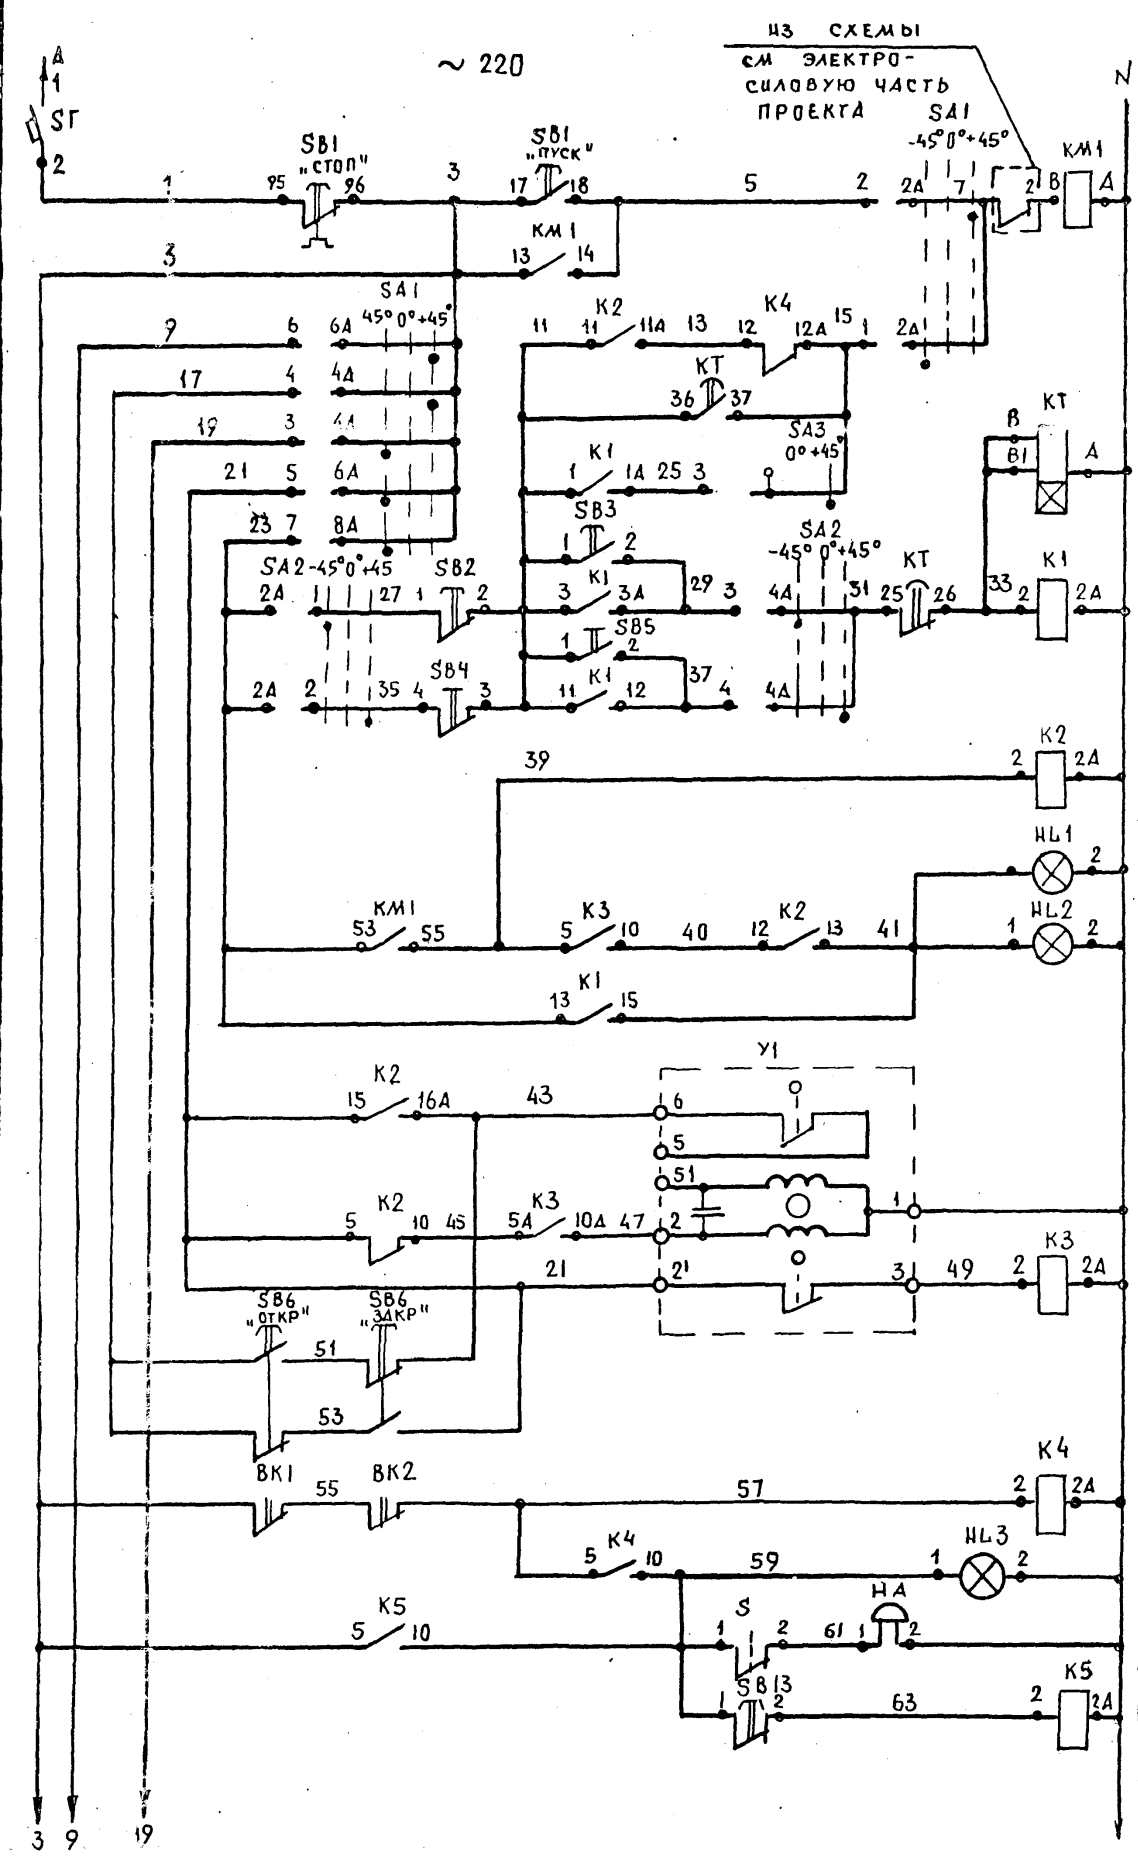 ИЗ СХЕМЫ
СМ ЭЛЕКТРО-
СИЛОВУЮ ЧАСТЬ
ПРОЕКТА
~ 220
А
1
SF
2
N
SB1
„СТОП"
SB1
„ПУСК"
SA1
-45° 0° +45°
KM1
1 95 96 3 17 18 5 2 2А 7 2 В А
KM1
3 13 14
SA1
45° 0° +45°
K2 K4
9 6 6А 11 11 11А 13 12 12А 15 1 2А
17 4 4А
KT
36 37
KT
В
В1 А
19 3 4А
SA3
0° +45°
K1
21 5 6А 1 1А 25 3
SB3
23 7 8А
1 2
SA2 -45° 0° +45
SB2
K1
SA2
-45° 0° +45°
KT
K1
2А 1 27 1 2 3 3А 29 3 4А 31 25 26 33 2 2А
SB5
1 2
SB4
K1
2А 2 35 4 3 11 12 37 4 4А
K2
39 2 2А
HL1
2
KM1 K3 K2 HL2
53 55 5 10 40 12 13 41 1 2
K1
13 15
У1
K2
15 16А 43 6
5
51
K2 K3
5 10 45 5А 10А 47 2 1
K3
21 21 3 49 2 2А
SB6
„ОТКР"
SB6
„ЗАКР"
51
53
ВК1 ВК2 K4
55 57 2 2А
K4 HL3
5 10 59 1 2
K5 S НА
5 10 1 2 61 1 2
SB13 K5
1 2 63 2 2А
3 9 19